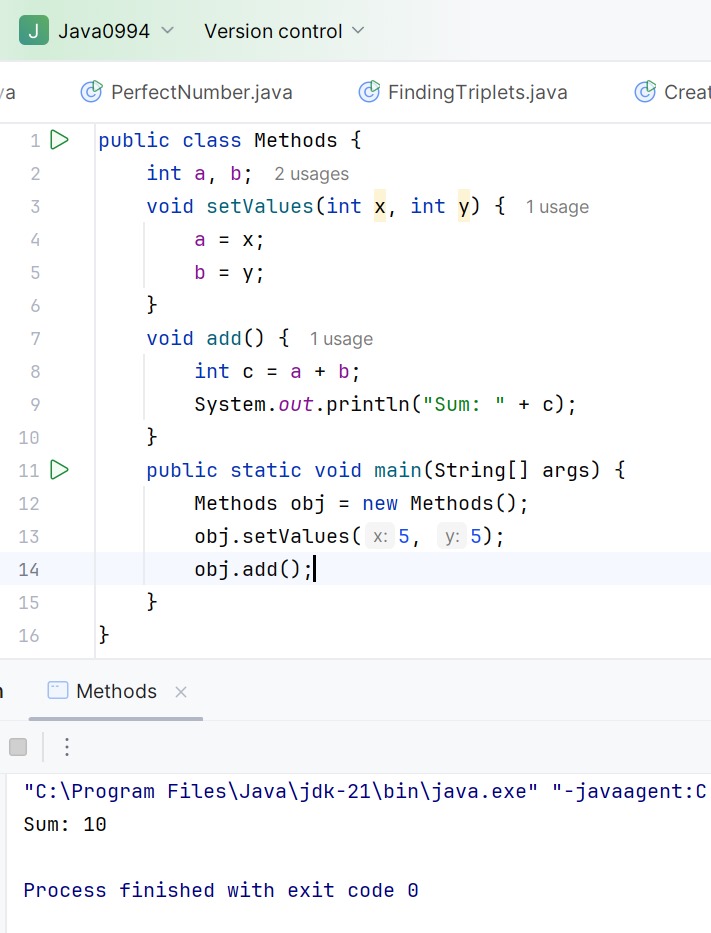 J Java0994 Version control
va PerfectNumber.java FindingTriplets.java Creat
1 public class Methods {
2 int a, b; 2 usages
3 void setValues(int x, int y) { 1 usage
4 a = x;
5 b = y;
6 }
7 void add() { 1 usage
8 int c = a + b;
9 System.out.println("Sum: " + c);
10 }
11 public static void main(String[] args) {
12 Methods obj = new Methods();
13 obj.setValues( x: 5, y: 5);
14 obj.add();
15 }
16 }
n Methods
"C:\Program Files\Java\jdk-21\bin\java.exe" "-javaagent:C
Sum: 10
Process finished with exit code 0